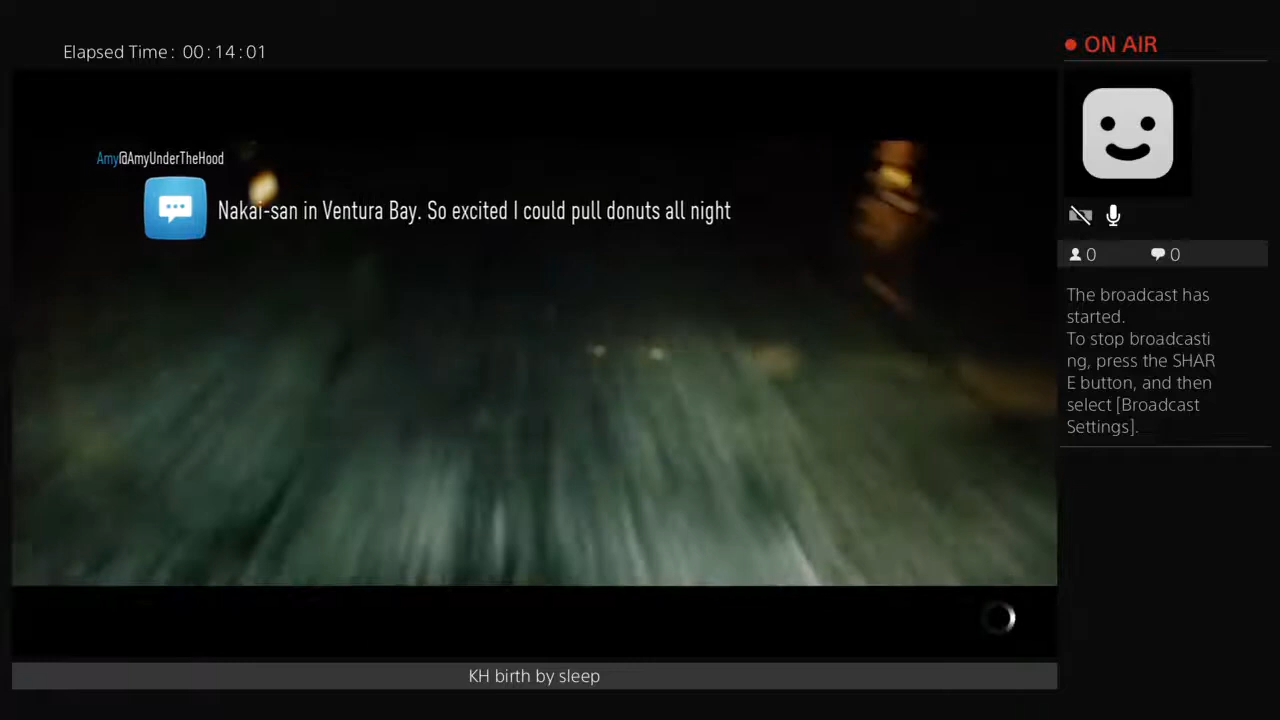 Elapsed Time: 00:14:01
ON AIR
Amy@AmyUnderTheHood
Nakai-san in Ventura Bay. So excited I could pull donuts all night
0 0
The broadcast has
started.
To stop broadcasti
ng, press the SHAR
E button, and then
select [Broadcast
Settings].
KH birth by sleep